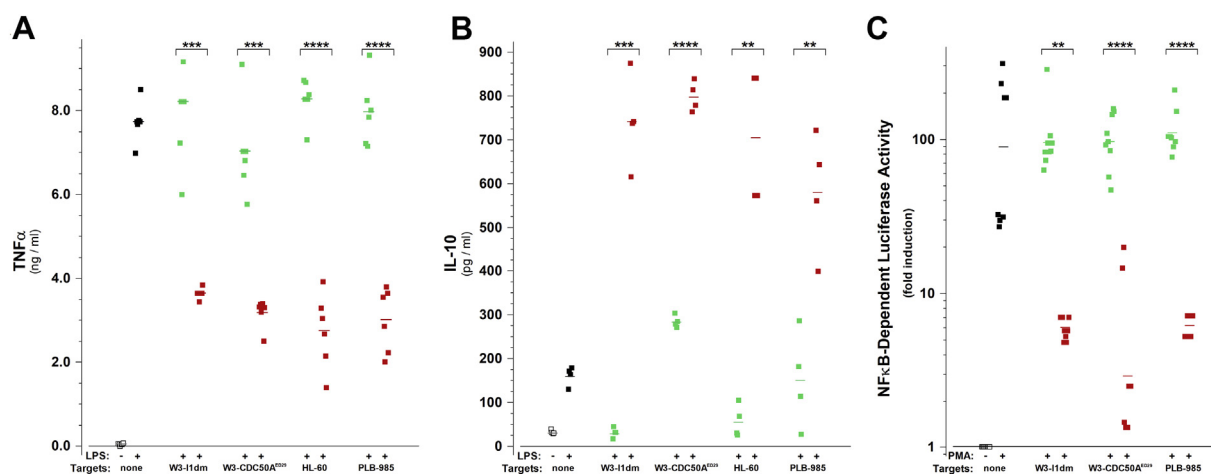 A
TNFα
(ng / ml)
*** *** **** ****
8.0
6.0
4.0
2.0
0.0
LPS: - + + + + + + + + +
Targets: none W3-I1dm W3-CDC50A^ED29 HL-60 PLB-985
B
IL-10
(pg / ml)
*** **** ** **
900
800
700
600
500
400
300
200
100
0
LPS: - + + + + + + + + +
Targets: none W3-I1dm W3-CDC50A^ED29 HL-60 PLB-985
C
NFκB-Dependent Luciferase Activity
(fold induction)
** **** ****
100
10
1
PMA: - + + + + + + +
Targets: none W3-I1dm W3-CDC50A^ED29 PLB-985